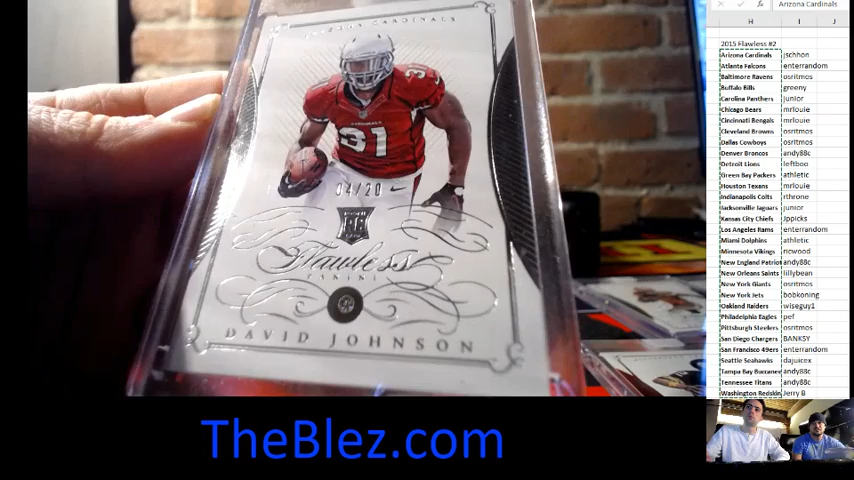 ARIZONA CARDINALS
31
31
04/20
RC
Flawless
PANINI
DAVID JOHNSON
TheBlez.com
Arizona Cardinals
H I J
2015 Flawless #2
Arizona Cardinals jschhon
Atlanta Falcons enterrandom
Baltimore Ravens osritmos
Buffalo Bills greeny
Carolina Panthers junior
Chicago Bears mrlouie
Cincinnati Bengals mrlouie
Cleveland Browns osritmos
Dallas Cowboys osritmos
Denver Broncos andy88c
Detroit Lions leftboo
Green Bay Packers athletic
Houston Texans mrlouie
Indianapolis Colts rthrone
Jacksonville Jaguars junior
Kansas City Chiefs Jppicks
Los Angeles Rams enterrandom
Miami Dolphins athletic
Minnesota Vikings ricwood
New England Patriot andy88c
New Orleans Saints lillybean
New York Giants osritmos
New York Jets bobkoning
Oakland Raiders wiseguy1
Philadelphia Eagles pef
Pittsburgh Steelers osritmos
San Diego Chargers BANKSY
San Francisco 49ers enterrandom
Seattle Seahawks dajuicex
Tampa Bay Buccanee andy88c
Tennessee Titans andy88c
Washington Redskin Jerry B